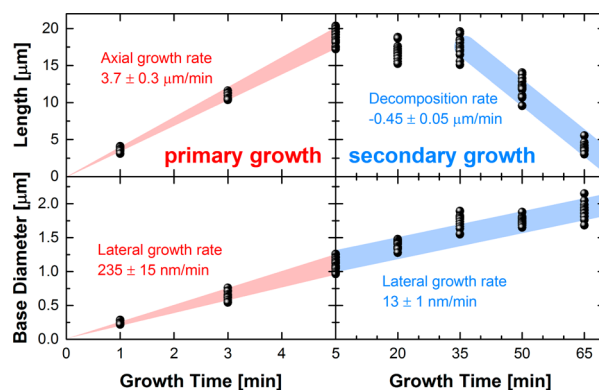 Length [μm]
20
15
10
5
0
Axial growth rate
3.7 ± 0.3 μm/min
primary growth
Decomposition rate
-0.45 ± 0.05 μm/min
secondary growth
Base Diameter [μm]
2.0
1.5
1.0
0.5
0.0
Lateral growth rate
235 ± 15 nm/min
Lateral growth rate
13 ± 1 nm/min
0 1 2 3 4 5 20 35 50 65
Growth Time [min] Growth Time [min]